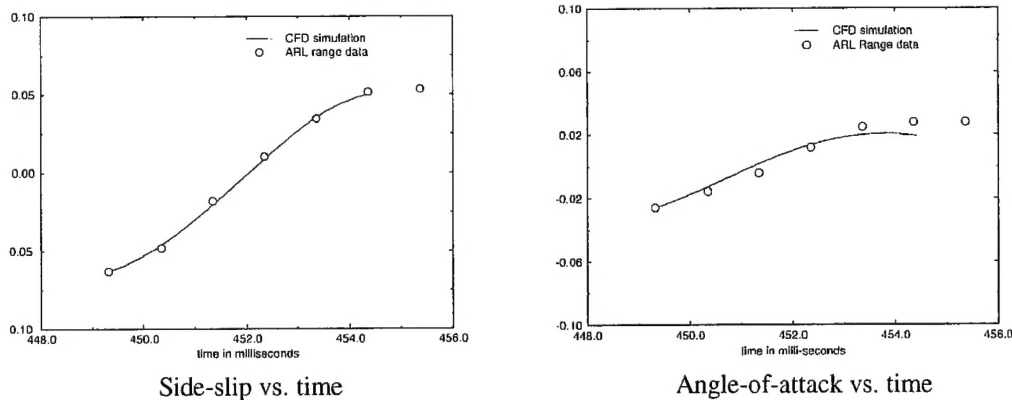 0.10
CFD simulation
ARL range data
0.05
0.00
0.05
0.10
448.0 450.0 452.0 454.0 456.0
time in milliseconds
Side-slip vs. time
0.10
CFD simulation
ARL Range data
0.06
0.02
-0.02
-0.06
-0.10
448.0 450.0 452.0 454.0 456.0
time in milli-seconds
Angle-of-attack vs. time